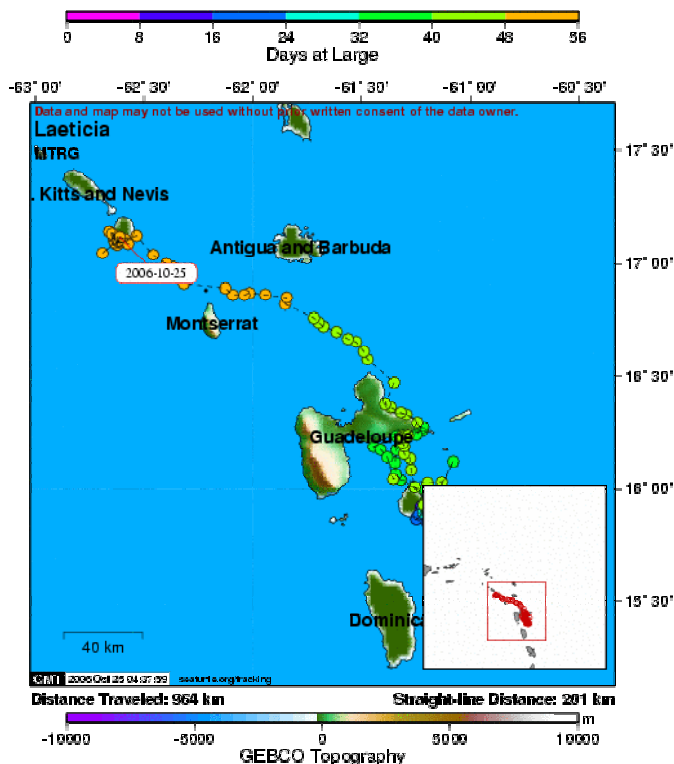 0 8 16 24 32 40 48 56
Days at Large
-63° 00' -62° 30' -62° 00' -61° 30' -61° 00' -60° 30'
Data and map may not be used without prior written consent of the data owner.
Laeticia
WTRG
17° 30'
. Kitts and Nevis
Antigua and Barbuda
17° 00'
2006-10-25
Montserrat
16° 30'
Guadeloupe
16° 00'
15° 30'
Dominica
40 km
GMT 2006 Oct 25 04:37:59 seaturtle.org/tracking
Distance Traveled: 964 km Straight-line Distance: 201 km
-10000 -5000 0 5000 10000 m
GEBCO Topography